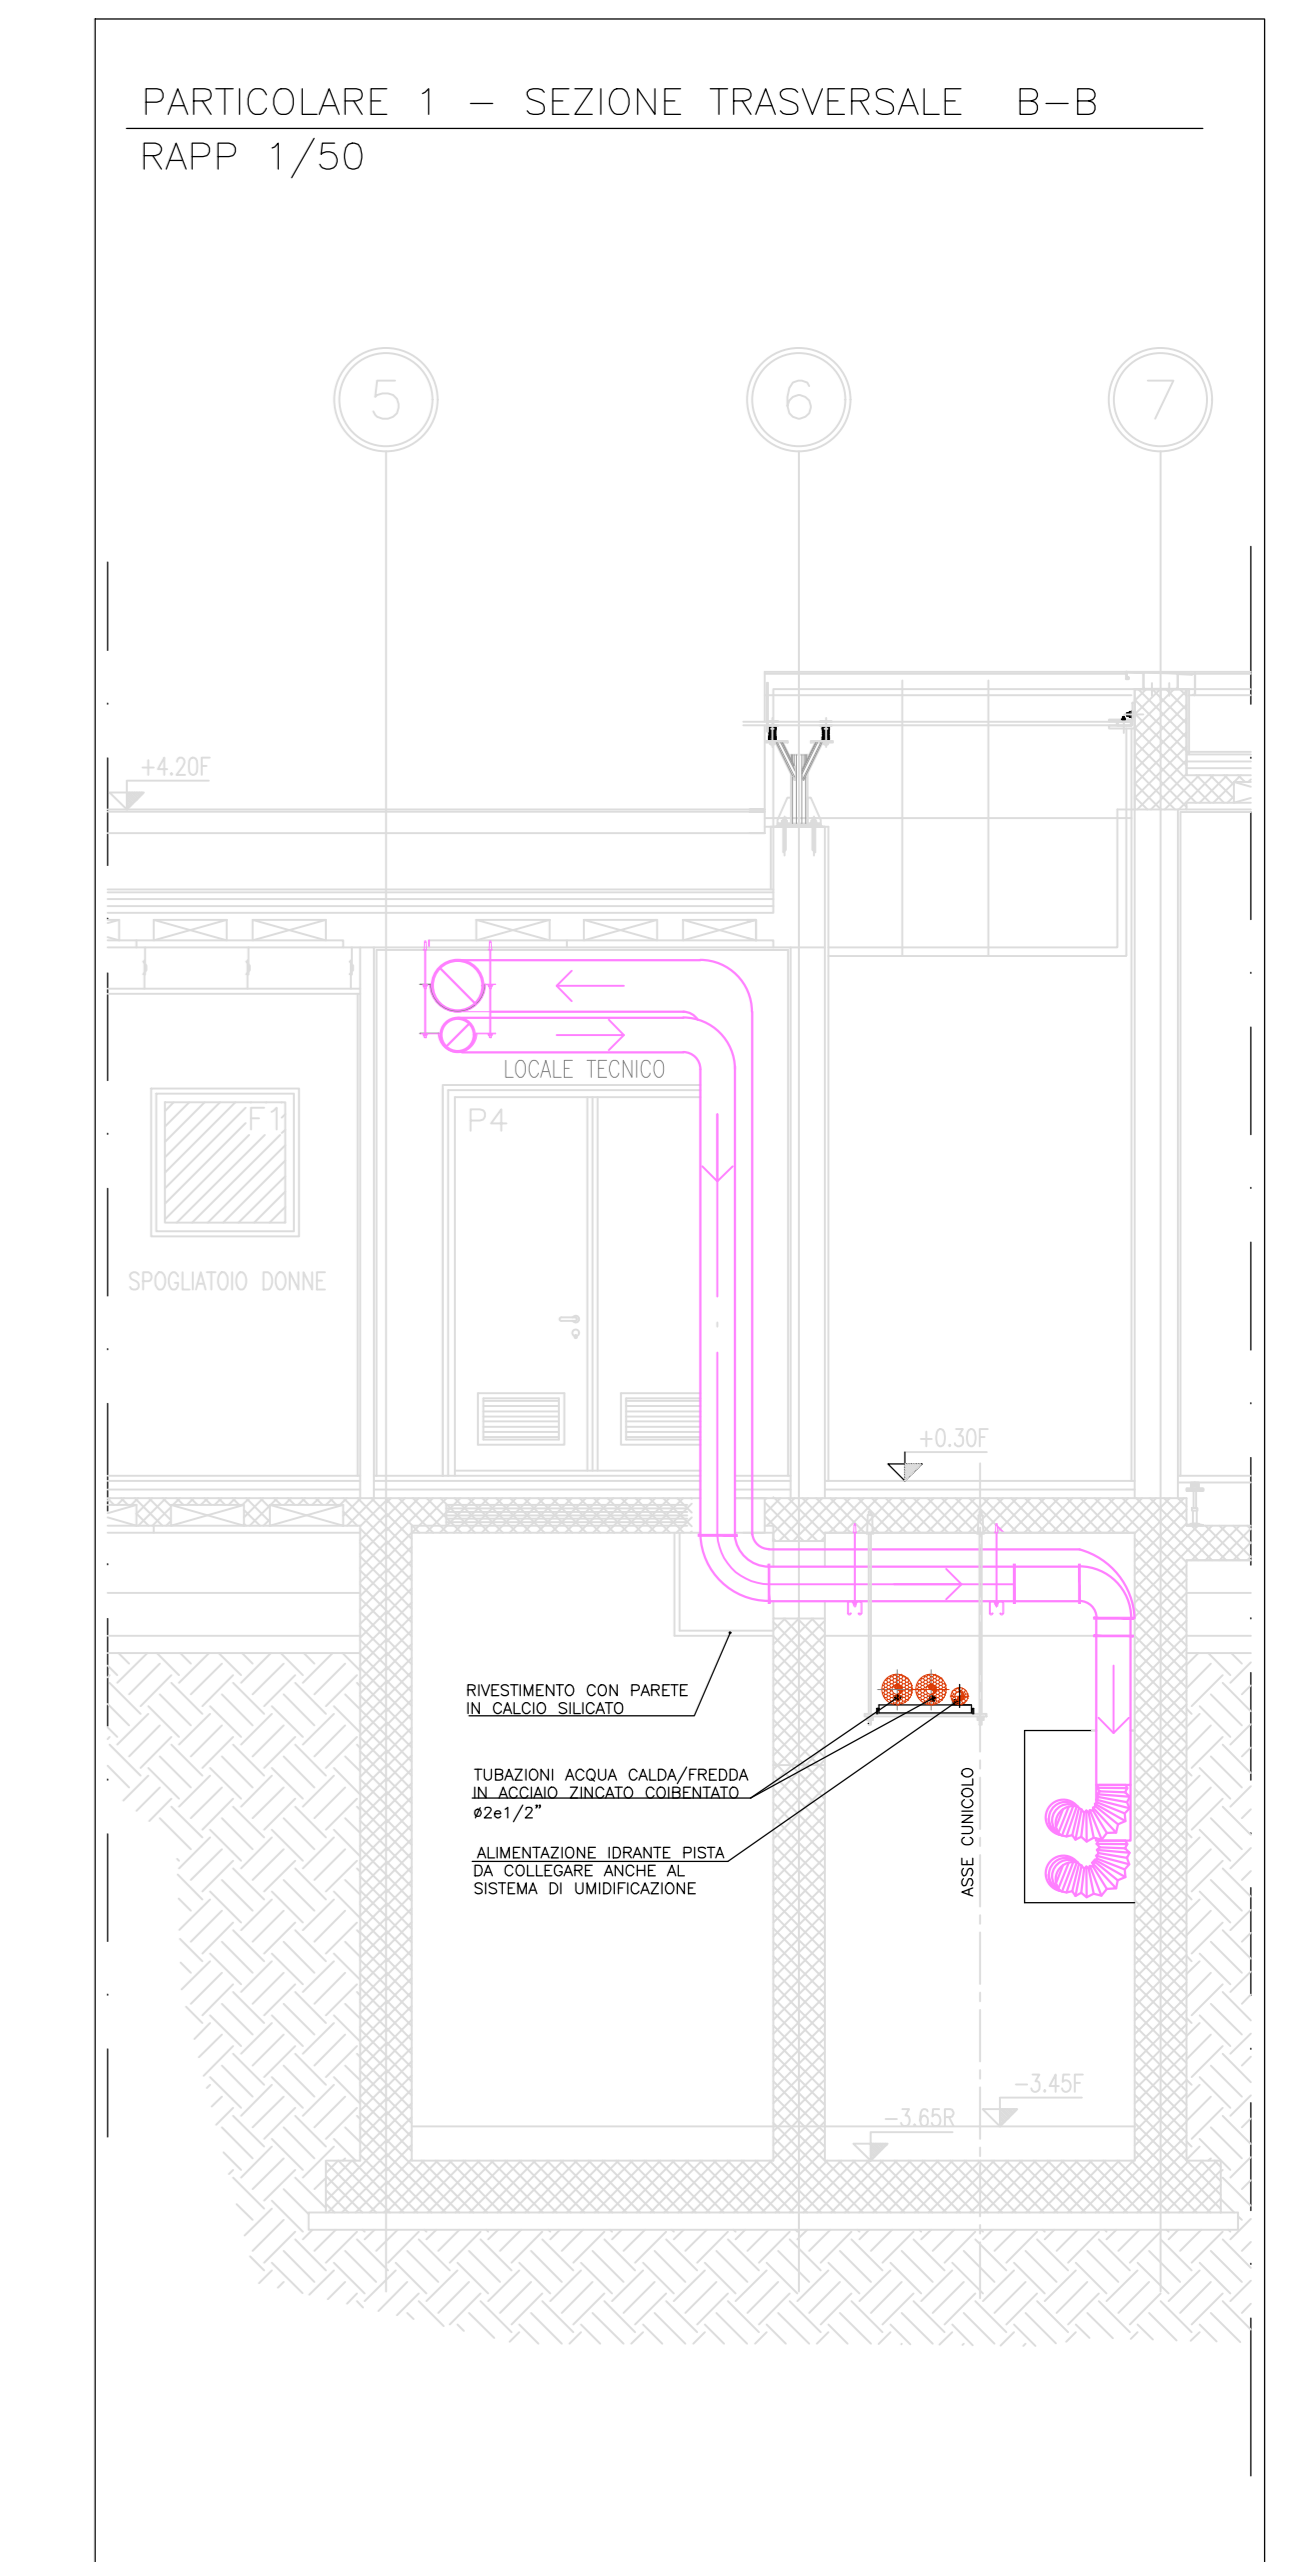 PARTICOLARE 1 – SEZIONE TRASVERSALE B–B
RAPP 1/50
5
6
7
+4.20F
LOCALE TECNICO
F1
P4
SPOGLIATOIO DONNE
+0.30F
RIVESTIMENTO CON PARETE
IN CALCIO SILICATO
TUBAZIONI ACQUA CALDA/FREDDA
IN ACCIAIO ZINCATO COIBENTATO
ø2e1/2”
ALIMENTAZIONE IDRANTE PISTA
DA COLLEGARE ANCHE AL
SISTEMA DI UMIDIFICAZIONE
ASSE CUNICOLO
–3.45F
–3.65R